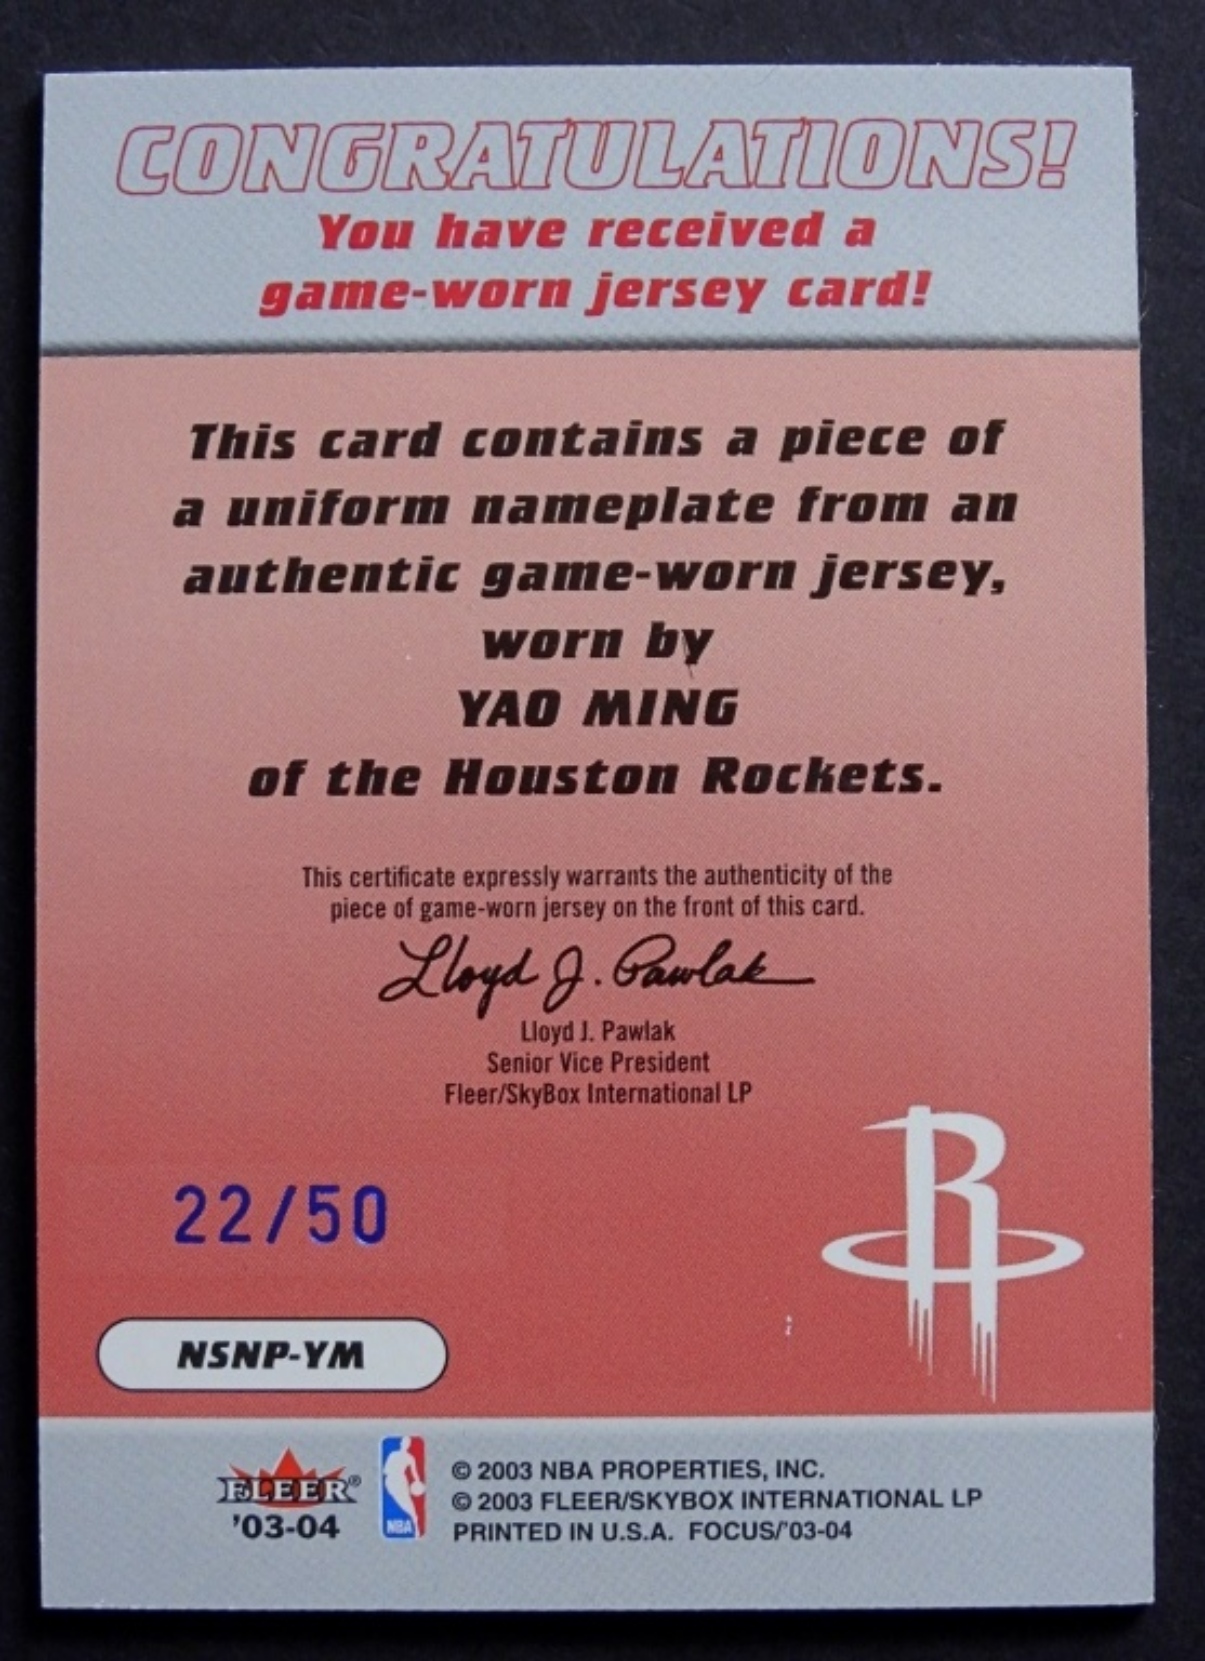 CONGRATULATIONS!
You have received a
game-worn jersey card!
This card contains a piece of
a uniform nameplate from an
authentic game-worn jersey,
worn by
YAO MING
of the Houston Rockets.
This certificate expressly warrants the authenticity of the
piece of game-worn jersey on the front of this card.
Lloyd J. Pawlak
Lloyd J. Pawlak
Senior Vice President
Fleer/SkyBox International LP
22/50
R
NSNP-YM
FLEER®
'03-04
NBA
© 2003 NBA PROPERTIES, INC.
© 2003 FLEER/SKYBOX INTERNATIONAL LP
PRINTED IN U.S.A. FOCUS/'03-04